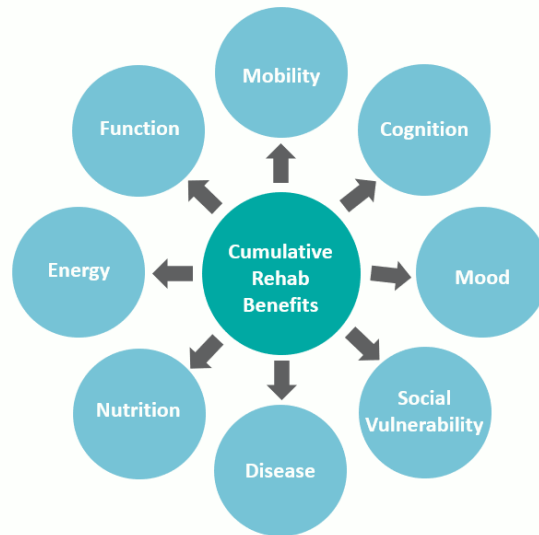 Mobility
Cognition
Mood
Social
Vulnerability
Disease
Nutrition
Energy
Function
Cumulative
Rehab
Benefits